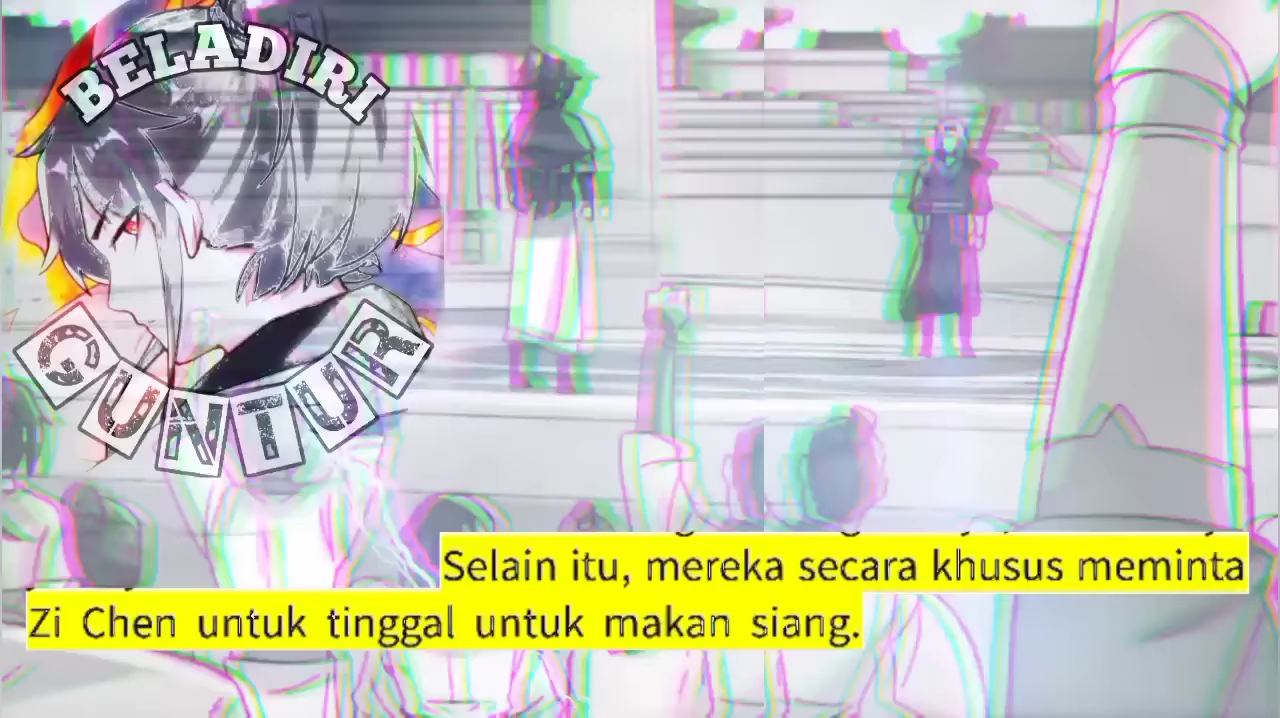 BELADIRI
GUNTUR
Selain itu, mereka secara khusus meminta
Zi Chen untuk tinggal untuk makan siang.